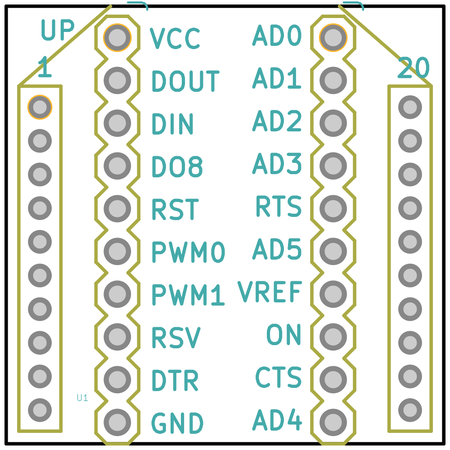 UP
1
20
VCC
AD0
DOUT
AD1
DIN
AD2
DO8
AD3
RST
RTS
PWM0
AD5
PWM1
VREF
RSV
ON
DTR
CTS
U1
GND
AD4